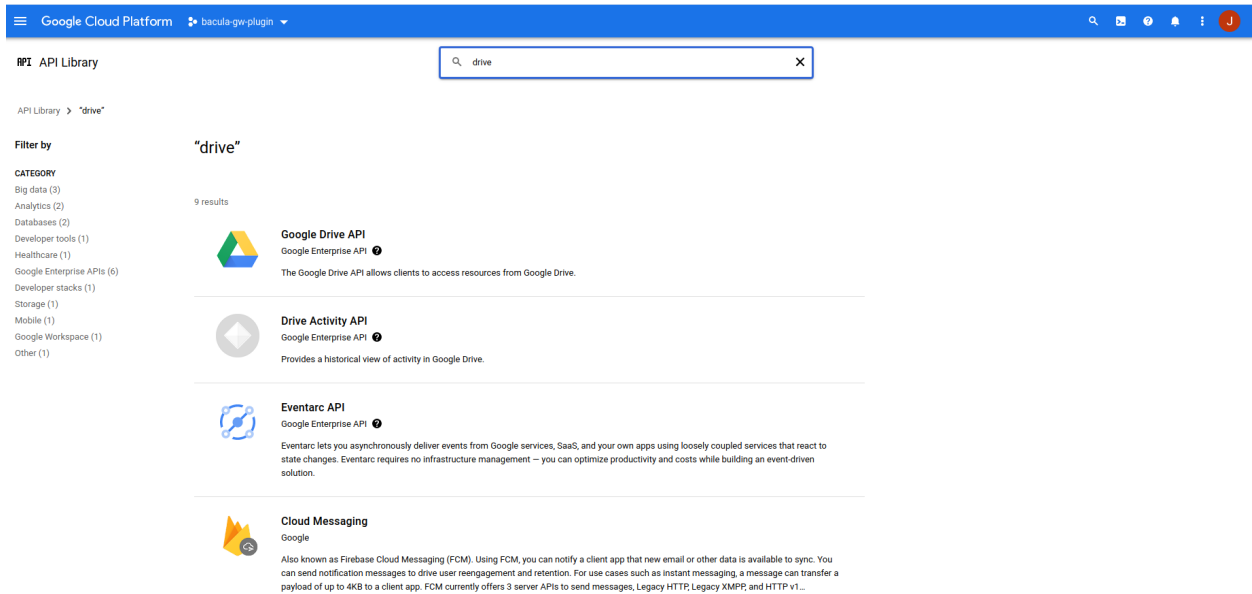 Google Cloud Platform bacula-gw-plugin J
API API Library
drive
API Library > "drive"
Filter by
CATEGORY
Big data (3)
Analytics (2)
Databases (2)
Developer tools (1)
Healthcare (1)
Google Enterprise APIs (6)
Developer stacks (1)
Storage (1)
Mobile (1)
Google Workspace (1)
Other (1)
“drive”
9 results
Google Drive API
Google Enterprise API
The Google Drive API allows clients to access resources from Google Drive.
Drive Activity API
Google Enterprise API
Provides a historical view of activity in Google Drive.
Eventarc API
Google Enterprise API
Eventarc lets you asynchronously deliver events from Google services, SaaS, and your own apps using loosely coupled services that react to
state changes. Eventarc requires no infrastructure management — you can optimize productivity and costs while building an event-driven
solution.
Cloud Messaging
Google
Also known as Firebase Cloud Messaging (FCM). Using FCM, you can notify a client app that new email or other data is available to sync. You
can send notification messages to drive user reengagement and retention. For use cases such as instant messaging, a message can transfer a
payload of up to 4KB to a client app. FCM currently offers 3 server APIs to send messages, Legacy HTTP, Legacy XMPP, and HTTP v1...